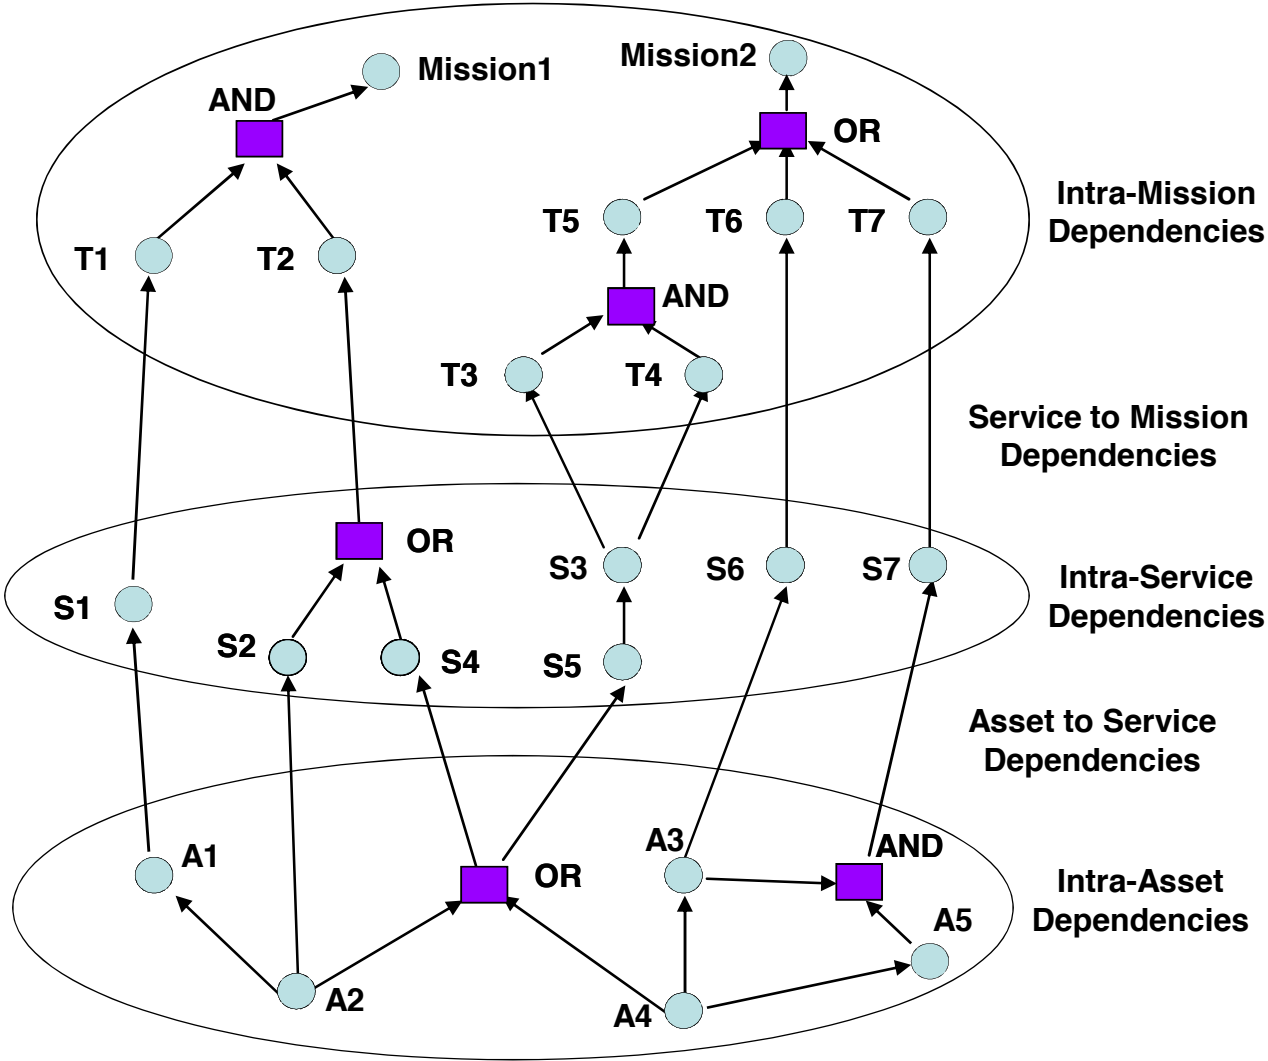 Mission1
Mission2
AND
OR
T1
T2
T5
T6
T7
AND
T3
T4
Intra-Mission
Dependencies
Service to Mission
Dependencies
OR
S1
S2
S4
S3
S5
S6
S7
Intra-Service
Dependencies
Asset to Service
Dependencies
A1
A2
OR
A3
A4
AND
A5
Intra-Asset
Dependencies